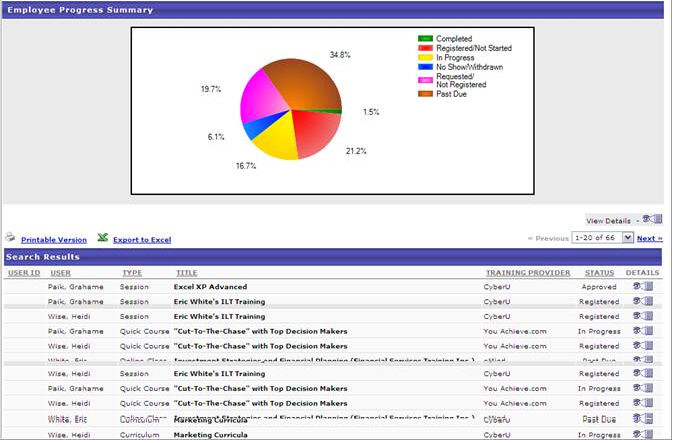 Employee Progress Summary
34.8%
19.7%
6.1%
16.7%
21.2%
1.5%
Completed
Registered/Not Started
In Progress
No Show/Withdrawn
Requested/
Not Registered
Past Due
View Details -
Printable Version Export to Excel « Previous 1-20 of 66 Next »
Search Results
USER ID USER TYPE TITLE TRAINING PROVIDER STATUS DETAILS
Paik, Grahame Session Excel XP Advanced CyberU Approved
Paik, Grahame Session Eric White's ILT Training CyberU Registered
Wise, Heidi Session Eric White's ILT Training CyberU Registered
Paik, Grahame Quick Course "Cut-To-The-Chase" with Top Decision Makers You Achieve.com In Progress
Wise, Heidi Quick Course "Cut-To-The-Chase" with Top Decision Makers You Achieve.com Registered
White, Eric Online Class Investment Strategies and Financial Planning (Financial Services Training Inc.) Past Due
Wise, Heidi Session Eric White's ILT Training CyberU Registered
Paik, Grahame Quick Course "Cut-To-The-Chase" with Top Decision Makers You Achieve.com In Progress
Wise, Heidi Quick Course "Cut-To-The-Chase" with Top Decision Makers You Achieve.com Registered
White, Eric Marketing Curricula CyberU Past Due
Wise, Heidi Curriculum Marketing Curricula CyberU In Progress